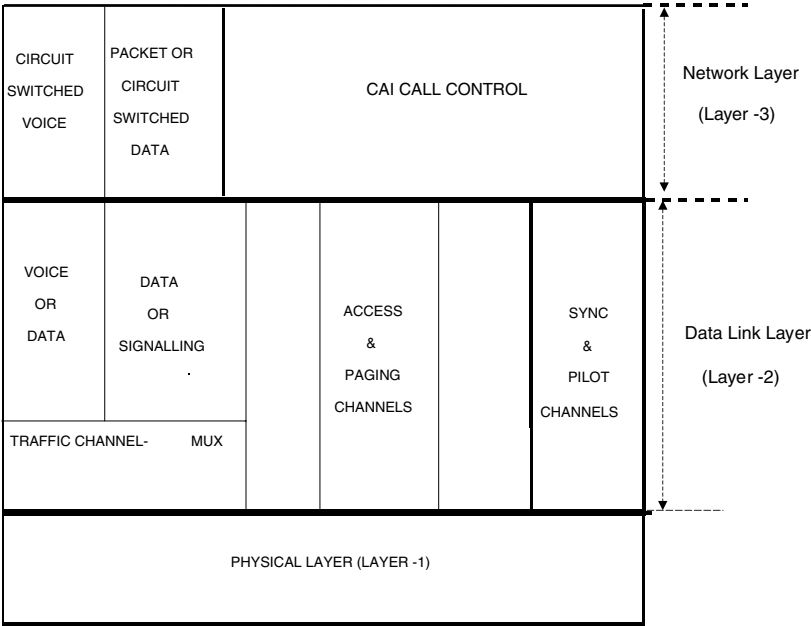 CIRCUIT
SWITCHED
VOICE
PACKET OR
CIRCUIT
SWITCHED
DATA
CAI CALL CONTROL
Network Layer
(Layer -3)
VOICE
OR
DATA
DATA
OR
SIGNALLING
ACCESS
&
PAGING
CHANNELS
SYNC
&
PILOT
CHANNELS
Data Link Layer
(Layer -2)
TRAFFIC CHANNEL- MUX
PHYSICAL LAYER (LAYER -1)